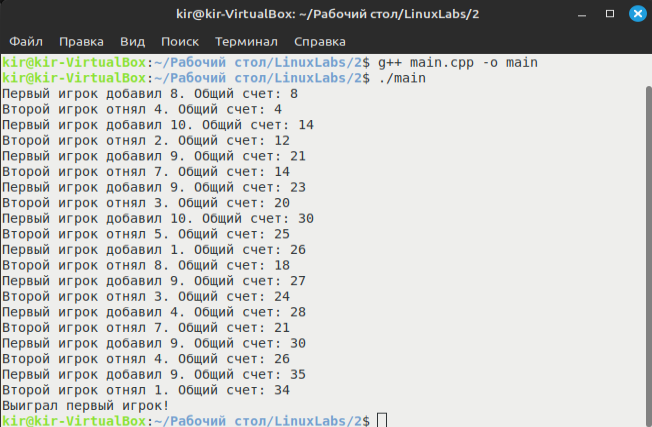 kir@kir-VirtualBox: ~/Рабочий стол/LinuxLabs/2
Файл Правка Вид Поиск Терминал Справка
kir@kir-VirtualBox:~/Рабочий стол/LinuxLabs/2$ g++ main.cpp -o main
kir@kir-VirtualBox:~/Рабочий стол/LinuxLabs/2$ ./main
Первый игрок добавил 8. Общий счет: 8
Второй игрок отнял 4. Общий счет: 4
Первый игрок добавил 10. Общий счет: 14
Второй игрок отнял 2. Общий счет: 12
Первый игрок добавил 9. Общий счет: 21
Второй игрок отнял 7. Общий счет: 14
Первый игрок добавил 9. Общий счет: 23
Второй игрок отнял 3. Общий счет: 20
Первый игрок добавил 10. Общий счет: 30
Второй игрок отнял 5. Общий счет: 25
Первый игрок добавил 1. Общий счет: 26
Второй игрок отнял 8. Общий счет: 18
Первый игрок добавил 9. Общий счет: 27
Второй игрок отнял 3. Общий счет: 24
Первый игрок добавил 4. Общий счет: 28
Второй игрок отнял 7. Общий счет: 21
Первый игрок добавил 9. Общий счет: 30
Второй игрок отнял 4. Общий счет: 26
Первый игрок добавил 9. Общий счет: 35
Второй игрок отнял 1. Общий счет: 34
Выиграл первый игрок!
kir@kir-VirtualBox:~/Рабочий стол/LinuxLabs/2$